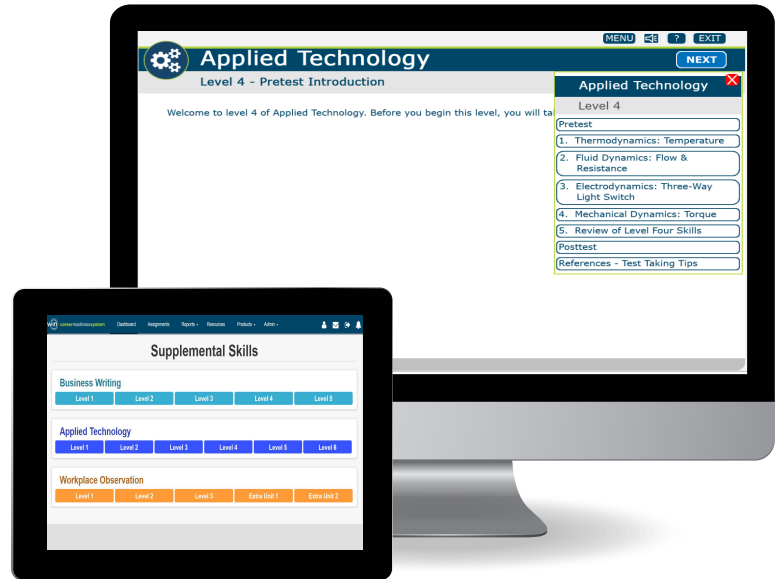 MENU ? EXIT
Applied Technology
NEXT
Level 4 - Pretest Introduction
Welcome to level 4 of Applied Technology. Before you begin this level, you will ta
Applied Technology
Level 4
Pretest
1. Thermodynamics: Temperature
2. Fluid Dynamics: Flow &
Resistance
3. Electrodynamics: Three-Way
Light Switch
4. Mechanical Dynamics: Torque
5. Review of Level Four Skills
Posttest
References - Test Taking Tips
win careerreadinesssystem Dashboard Assignments Reports Resources Products Admin
Supplemental Skills
Business Writing
Level 1 Level 2 Level 3 Level 4 Level 5
Applied Technology
Level 1 Level 2 Level 3 Level 4 Level 5 Level 6
Workplace Observation
Level 1 Level 2 Level 3 Extra Unit 1 Extra Unit 2